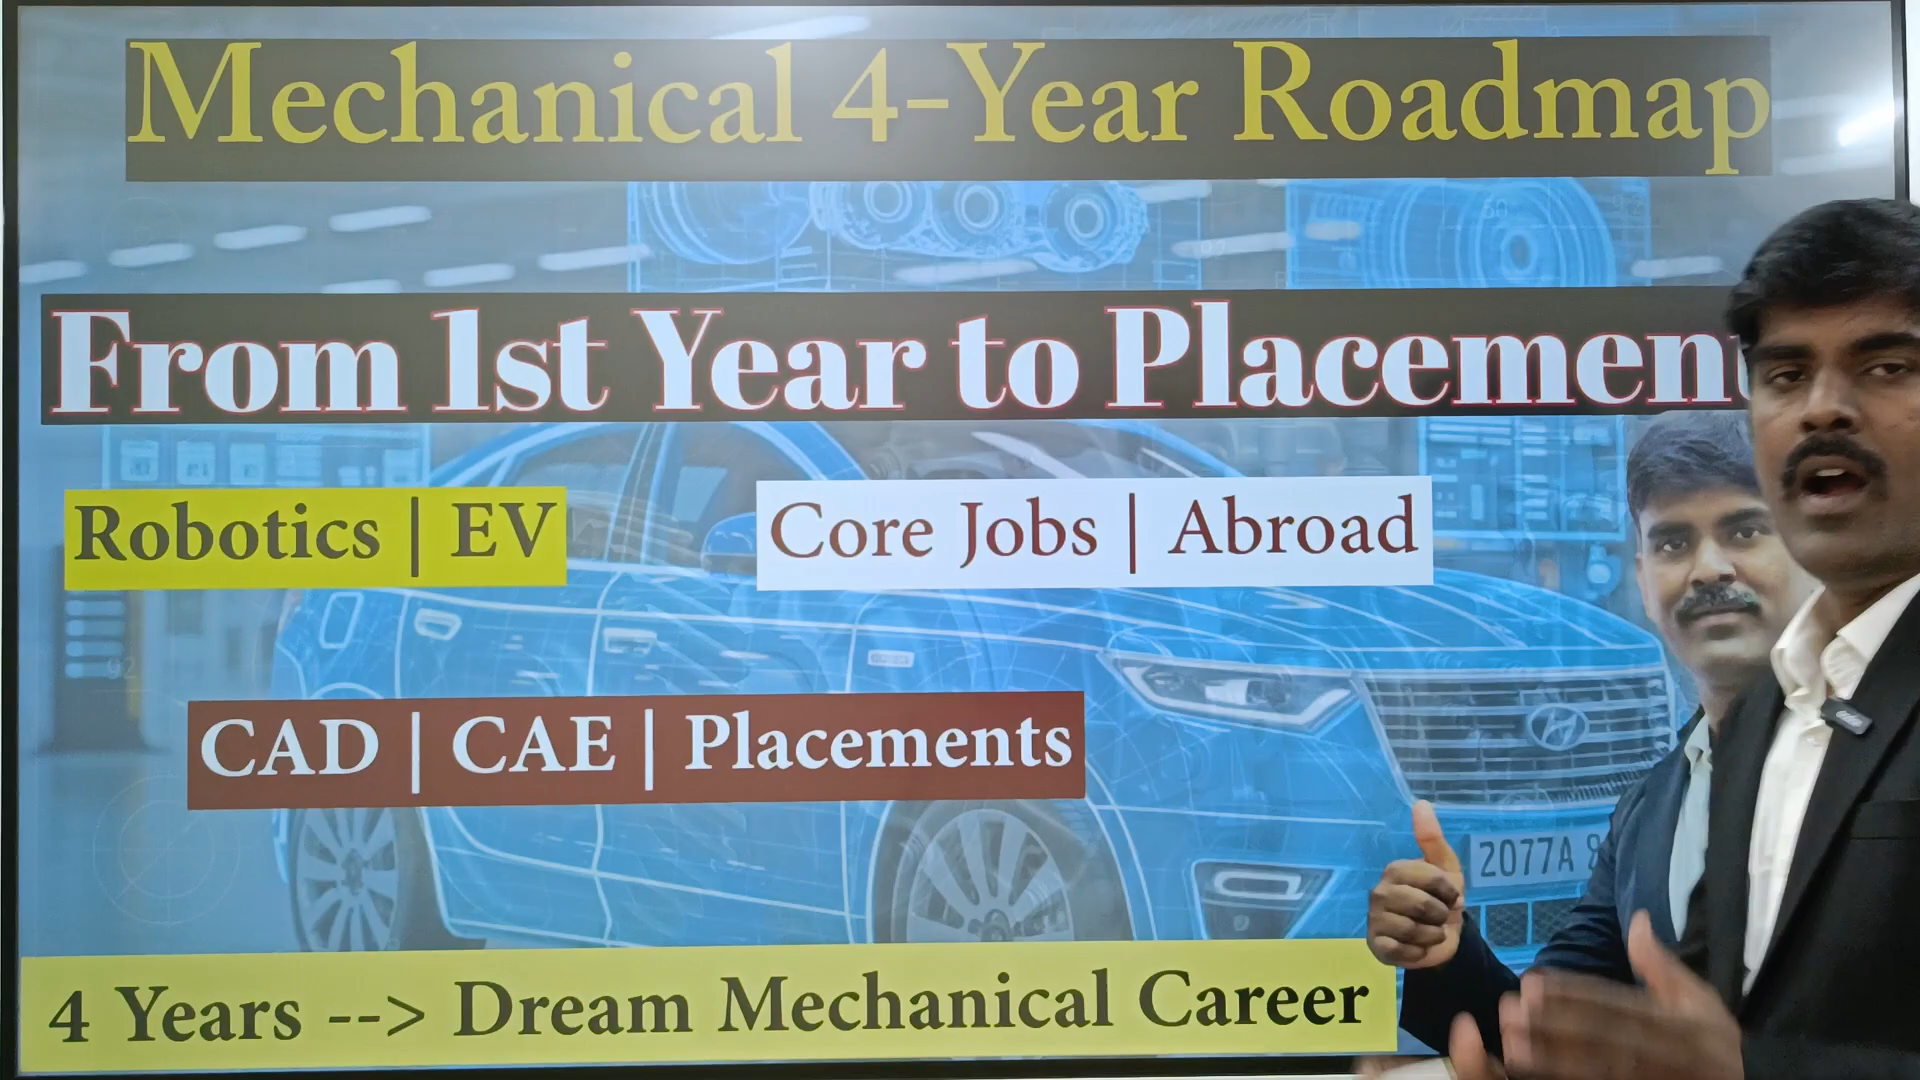 Mechanical 4-Year Roadmap
From 1st Year to Placement
Robotics | EV
Core Jobs | Abroad
CAD | CAE | Placements
2077A
4 Years --> Dream Mechanical Career